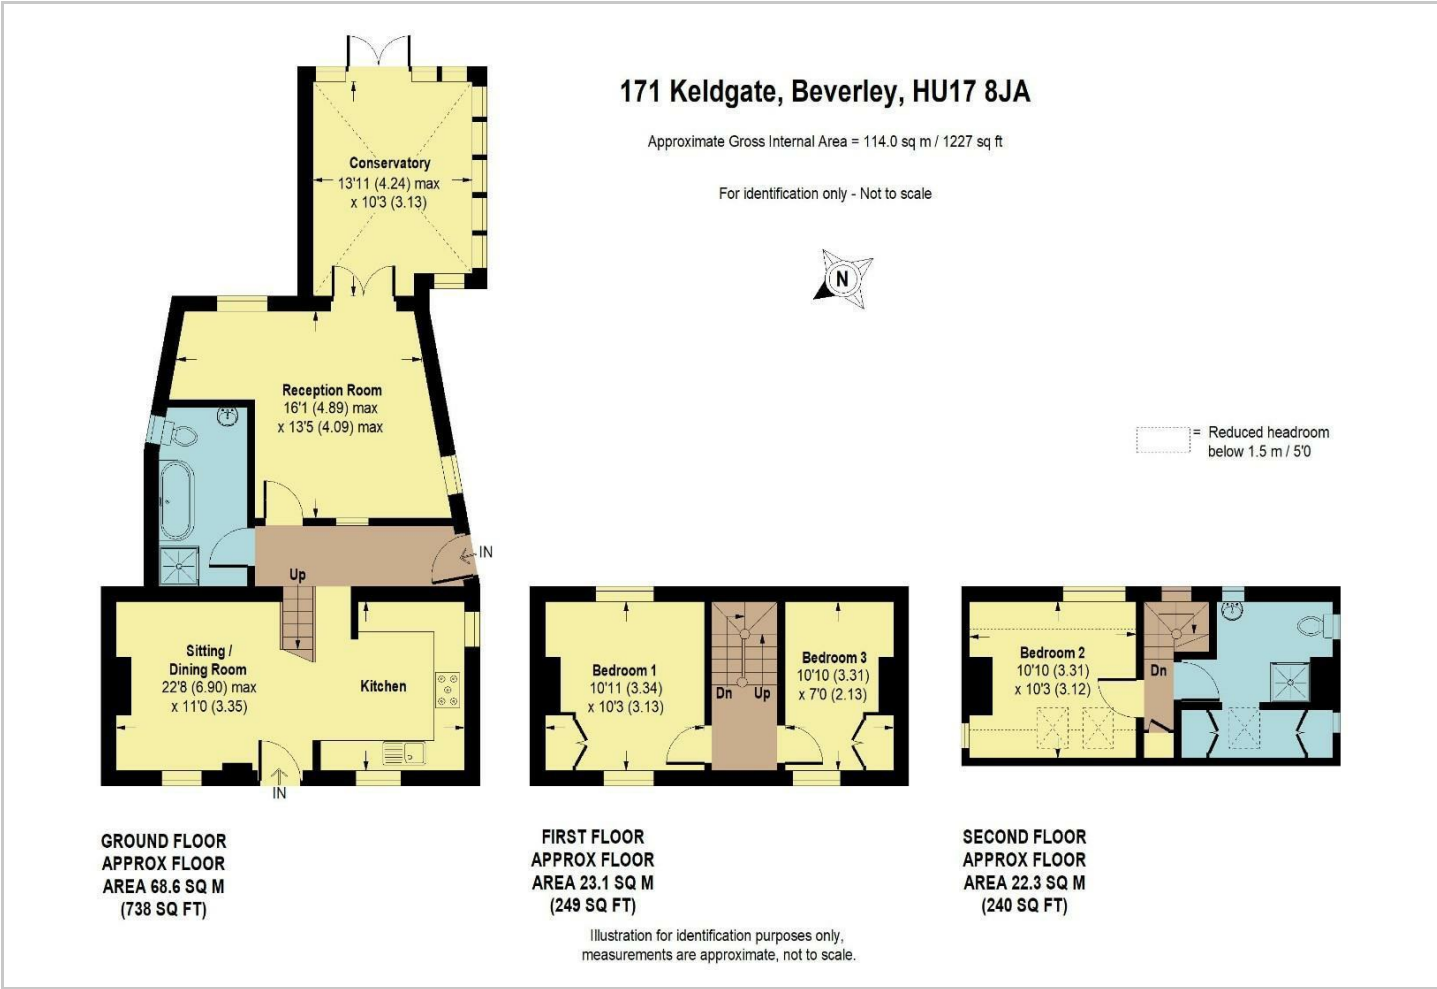 171 Keldgate, Beverley, HU17 8JA
Approximate Gross Internal Area = 114.0 sq m / 1227 sq ft
For identification only - Not to scale
N
= Reduced headroom
below 1.5 m / 5'0
Conservatory
13'11 (4.24) max
x 10'3 (3.13)
Reception Room
16'1 (4.89) max
x 13'5 (4.09) max
IN
Up
Sitting /
Dining Room
22'8 (6.90) max
x 11'0 (3.35)
Kitchen
IN
Bedroom 1
10'11 (3.34)
x 10'3 (3.13)
Dn
Up
Bedroom 3
10'10 (3.31)
x 7'0 (2.13)
Bedroom 2
10'10 (3.31)
x 10'3 (3.12)
Dn
GROUND FLOOR
APPROX FLOOR
AREA 68.6 SQ M
(738 SQ FT)
FIRST FLOOR
APPROX FLOOR
AREA 23.1 SQ M
(249 SQ FT)
SECOND FLOOR
APPROX FLOOR
AREA 22.3 SQ M
(240 SQ FT)
Illustration for identification purposes only,
measurements are approximate, not to scale.